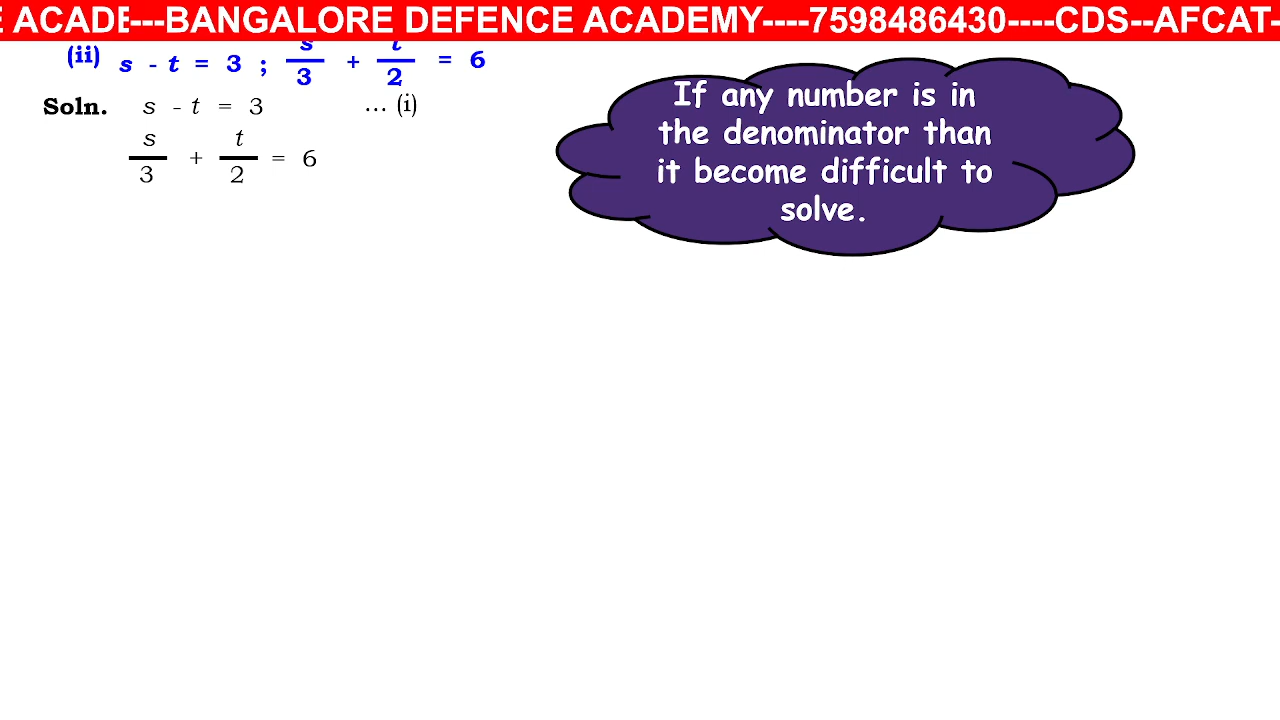 E ACADE---BANGALORE DEFENCE ACADEMY----7598486430----CDS--AFCAT-
(ii) s - t = 3 ; s/3 + t/2 = 6
Soln. s - t = 3 ... (i)
s/3 + t/2 = 6
If any number is in
the denominator than
it become difficult to
solve.